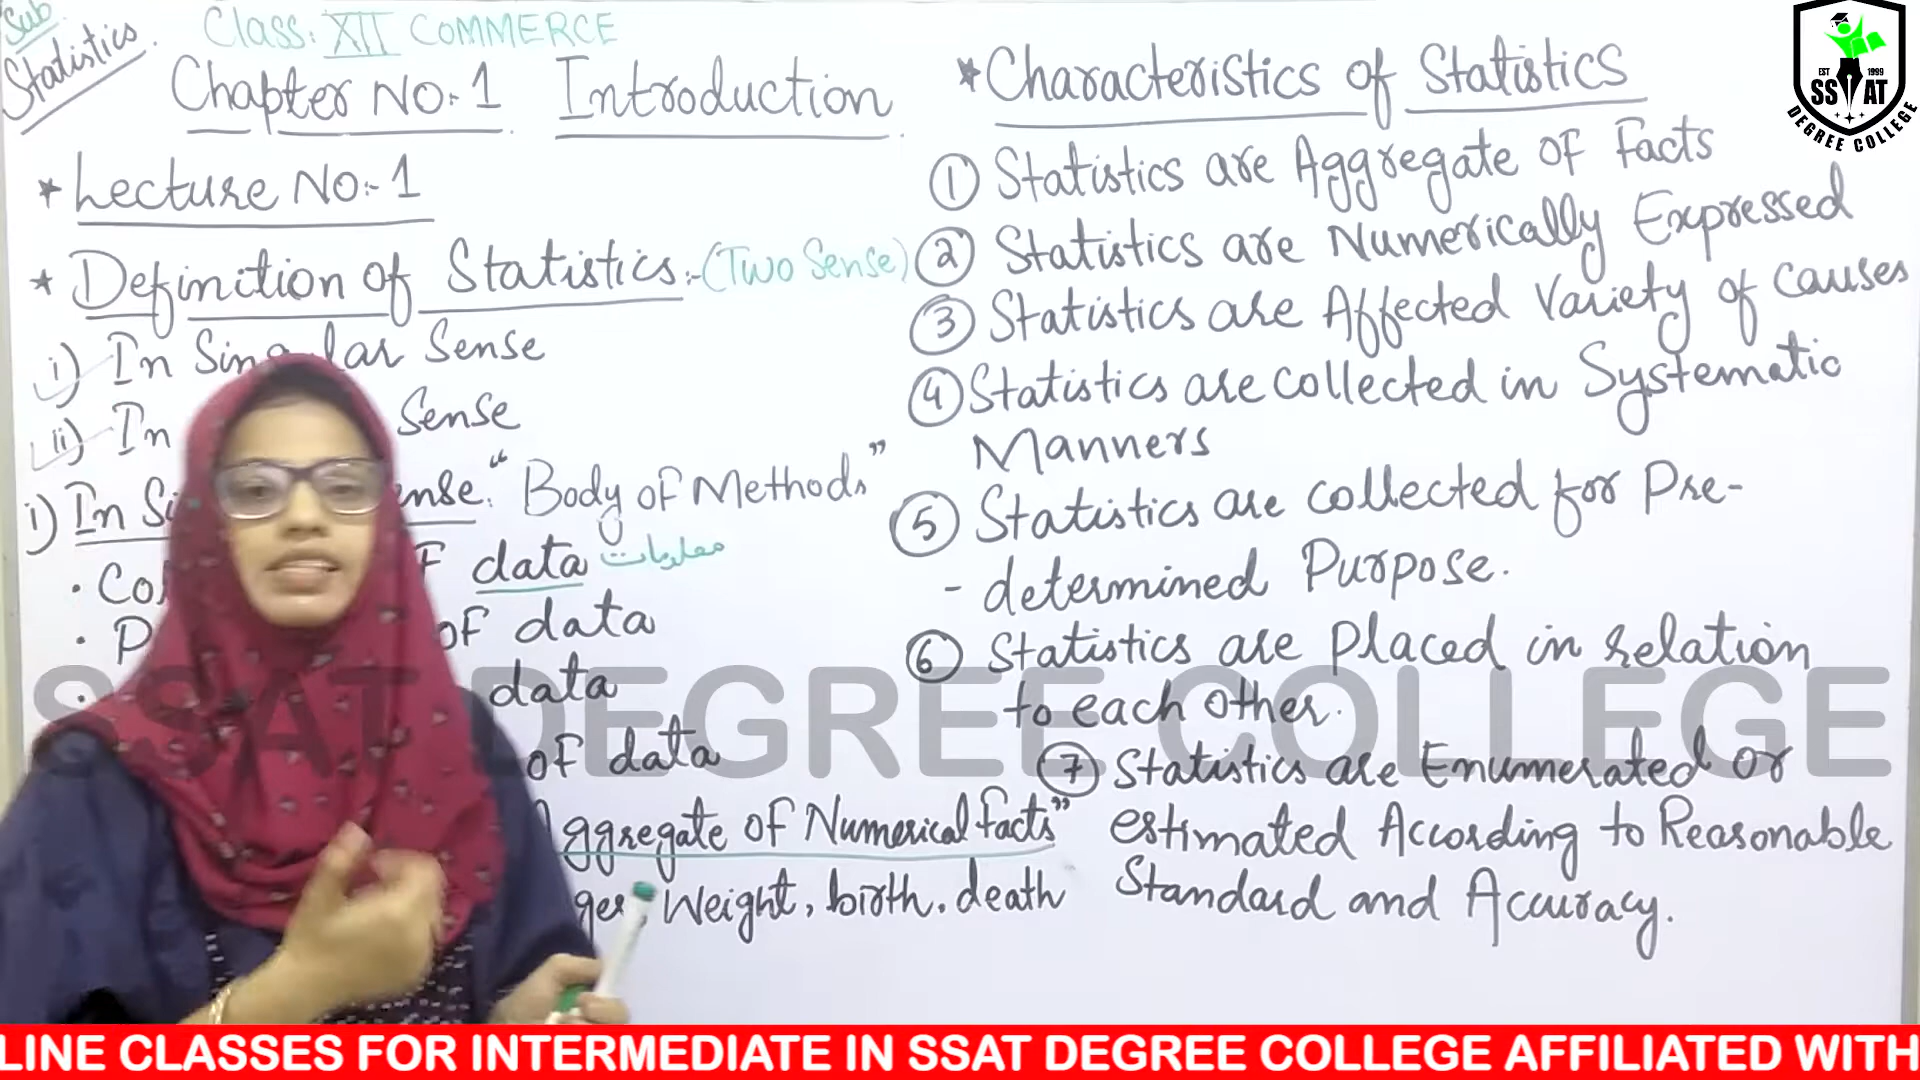 Sub
Statistics.
Class: XII COMMERCE
Chapter NO:- 1 Introduction
* Lecture NO:- 1
* Definition of Statistics:- (Two Sense)
i) In Singular Sense
ii) In Sense
i) In Si nse: "Body of Methods"
• Co F data معلومات
• P of data
• data
of data
ggregate of Numerical facts"
ges, Weight, birth, death
* Characteristics of Statistics
① Statistics are Aggregate of Facts
② Statistics are Numerically Expressed
③ Statistics are Affected Variety of causes
④ Statistics are collected in Systematic
Manners
⑤ Statistics are collected for Pre-
- determined Purpose.
⑥ Statistics are Placed in relation
to each other.
⑦ Statistics are Enumerated or
estimated According to Reasonable
Standard and Accuracy.
EST 1999
SSAT
DEGREE COLLEGE
SSAT DEGREE COLLEGE
LINE CLASSES FOR INTERMEDIATE IN SSAT DEGREE COLLEGE AFFILIATED WITH